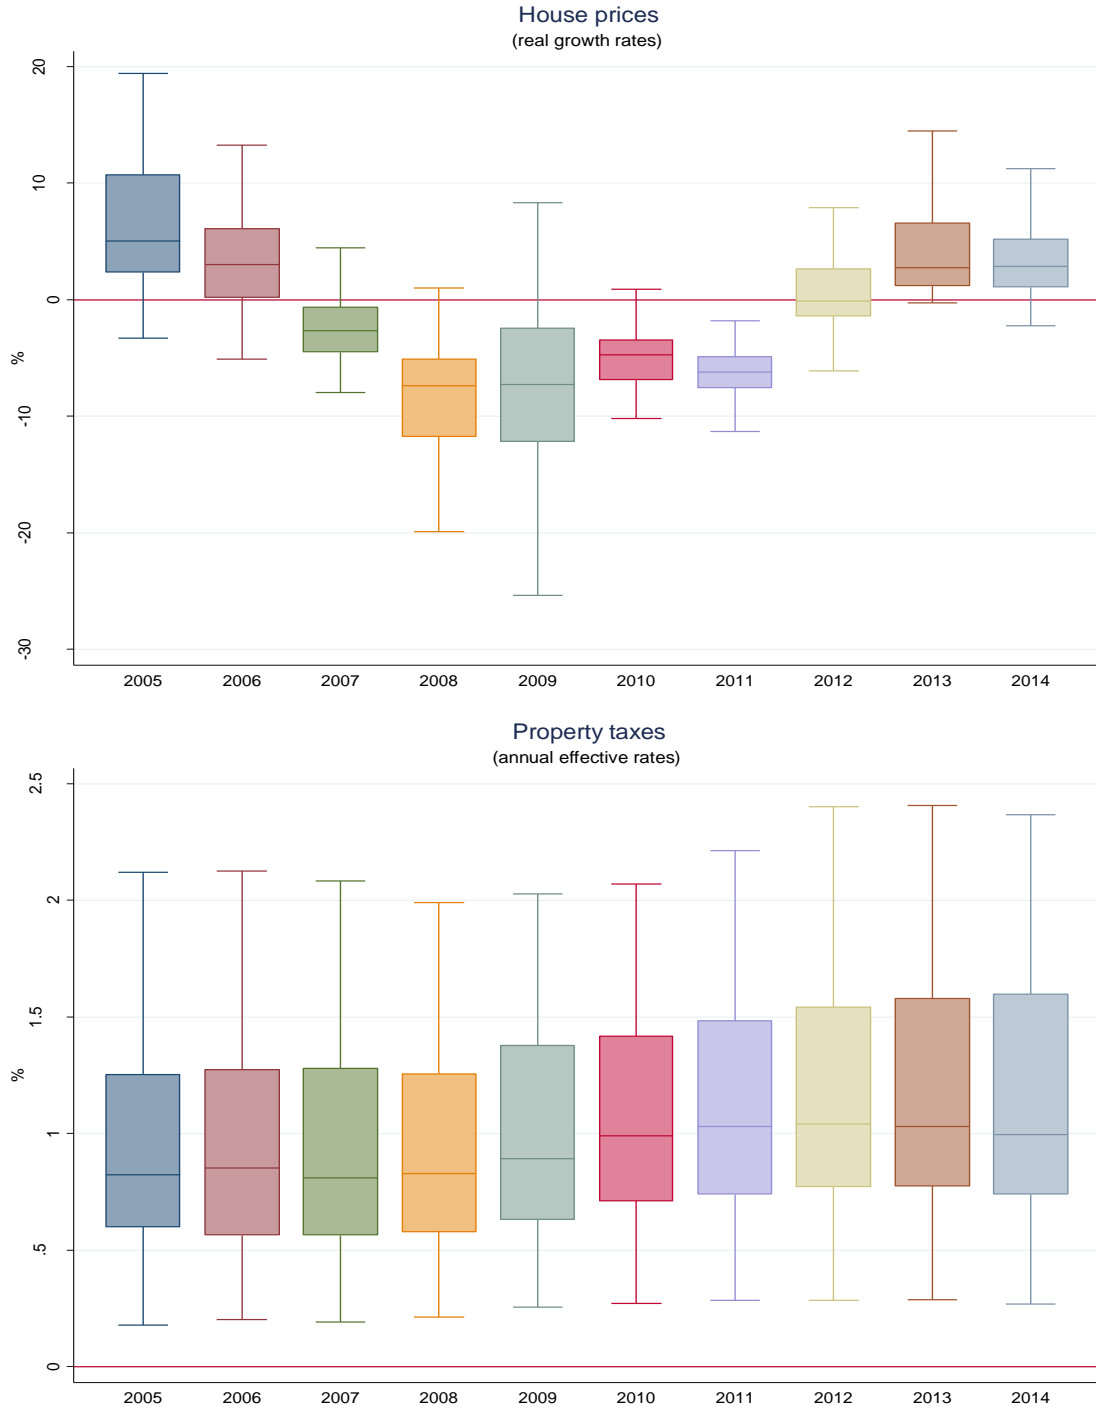 House prices
(real growth rates)
20
10
0
%
-10
-20
-30
2005 2006 2007 2008 2009 2010 2011 2012 2013 2014
Property taxes
(annual effective rates)
2.5
2
1.5
%
1
.5
0
2005 2006 2007 2008 2009 2010 2011 2012 2013 2014